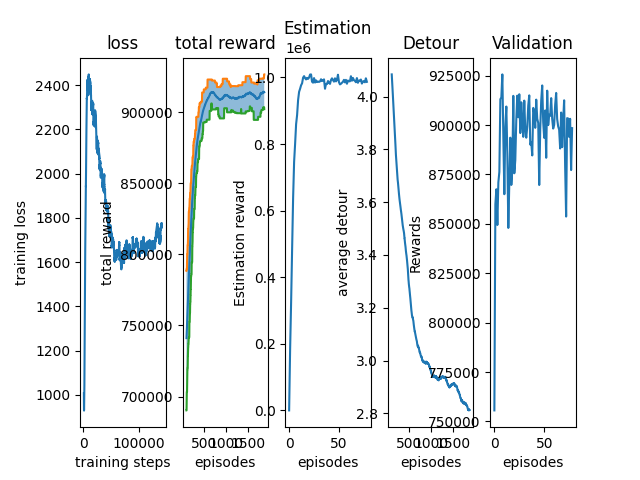 loss
training loss
2400
2200
2000
1800
1600
1400
1200
1000
0
100000
training steps
total reward
total reward
900000
850000
800000
750000
700000
500
1000
1500
episodes
Estimation
1e6
Estimation reward
1.0
0.8
0.6
0.4
0.2
0.0
0
50
episodes
Detour
average detour
4.0
3.8
3.6
3.4
3.2
3.0
2.8
500
1000
1500
episodes
Validation
Rewards
925000
900000
875000
850000
825000
800000
775000
750000
0
50
episodes